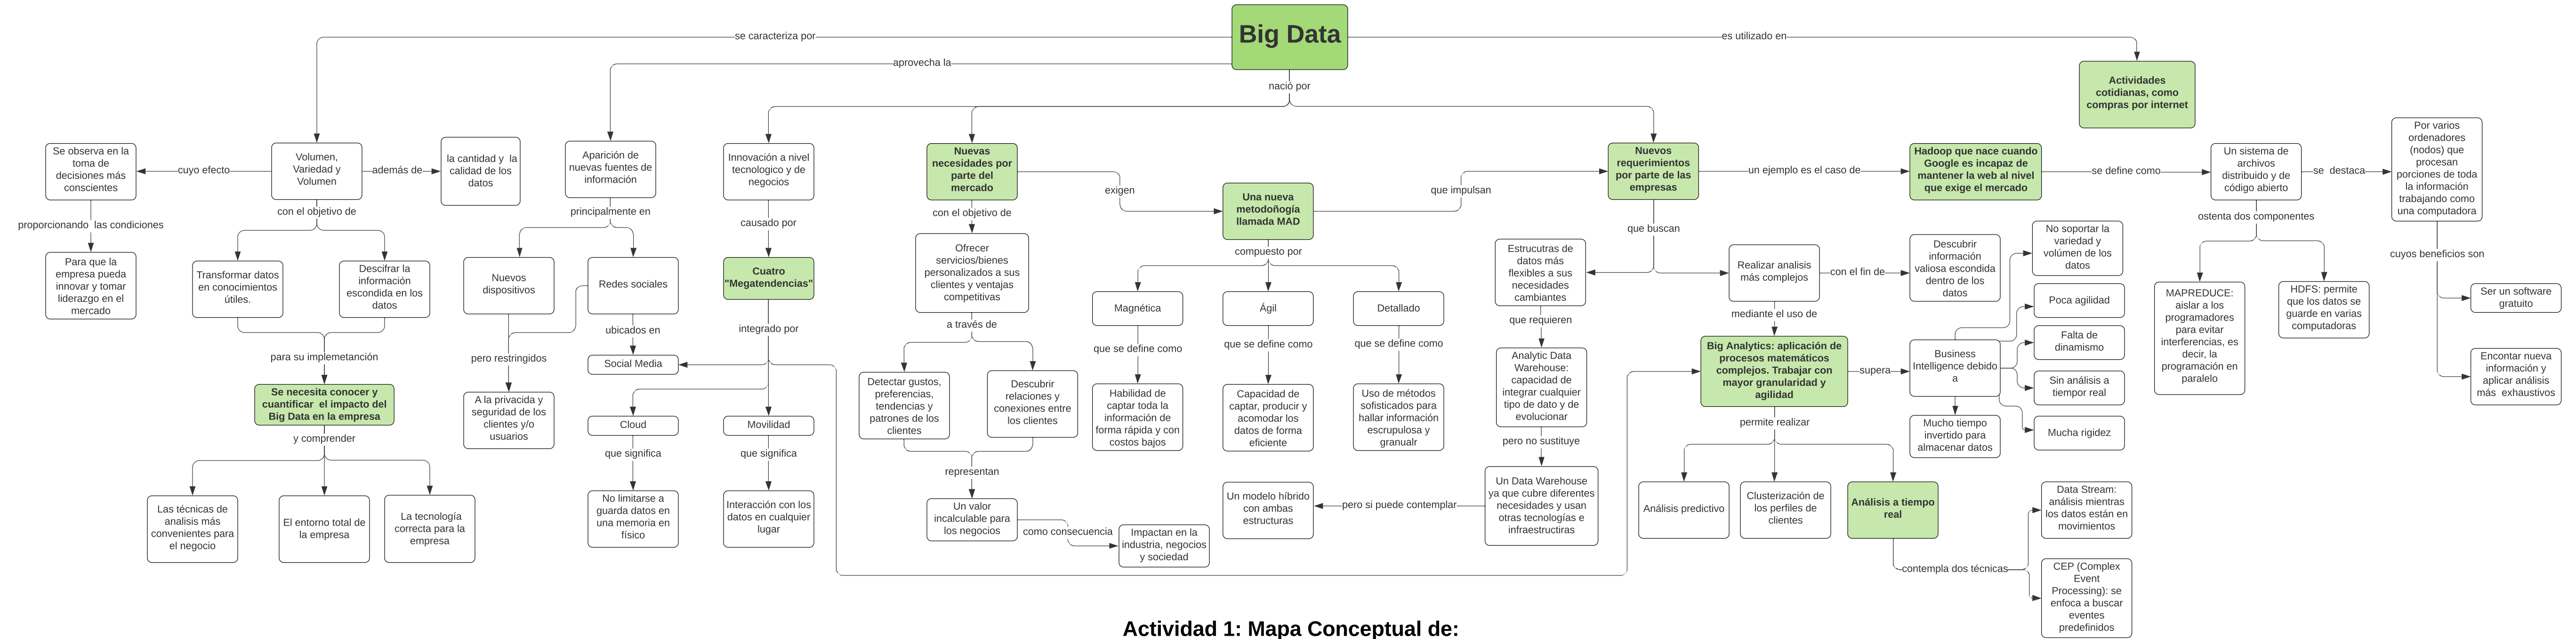 Big Data
se caracteriza por
es utilizado en
aprovecha la
nació por
Actividades
cotidianas, como
compras por internet
Se observa en la
toma de
decisiones más
conscientes
cuyo efecto
Volumen,
Variedad y
Volumen
además de
la cantidad y  la
calidad de los
datos
Aparición de
nuevas fuentes de
información
Innovación a nivel
tecnologico y de
negocios
Nuevas
necesidades por
parte del
mercado
exigen
Una nueva
metodoñogía
llamada MAD
que impulsan
Nuevos
requerimientos
por parte de las
empresas
un ejemplo es el caso de
Hadoop que nace cuando
Google es incapaz de
mantener la web al nivel
que exige el mercado
se define como
Un sistema de
archivos
distribuido y de
código abierto
se  destaca
Por varios
ordenadores
(nodos) que
procesan
porciones de toda
la información
trabajando como
una computadora
proporcionando  las condiciones
con el objetivo de
principalmente en
causado por
con el objetivo de
compuesto por
que buscan
ostenta dos componentes
cuyos beneficios son
Para que la
empresa pueda
innovar y tomar
liderazgo en el
mercado
Transformar datos
en conocimientos
útiles.
Descifrar la
información
escondida en los
datos
Nuevos
dispositivos
Redes sociales
Cuatro
"Megatendencias"
Ofrecer
servicios/bienes
personalizados a sus
clientes y ventajas
competitivas
Magnética
Ágil
Detallado
Estrucutras de
datos más
flexibles a sus
necesidades
cambiantes
Realizar analisis
más complejos
con el fin de
Descubrir
información
valiosa escondida
dentro de los
datos
No soportar la
variedad y
volúmen de los
datos
Poca agilidad
Falta de
dinamismo
Sin análisis a
tiempor real
Mucha rigidez
MAPREDUCE:
aislar a los
programadores
para evitar
interferencias, es
decir, la
programación en
paralelo
HDFS: permite
que los datos se
guarde en varias
computadoras
Ser un software
gratuito
Encontar nueva
información y
aplicar análisis
más  exhaustivos
para su implemetanción
pero restringidos
ubicados en
Social Media
integrado por
a través de
que se define como
que se define como
que se define como
que requieren
mediante el uso de
Big Analytics: aplicación de
procesos matemáticos
complejos. Trabajar con
mayor granularidad y
agilidad
supera
Business
Intelligence debido
a
Mucho tiempo
invertido para
almacenar datos
Se necesita conocer y
cuantificar  el impacto del
Big Data en la empresa
A la privacida y
seguridad de los
clientes y/o
usuarios
Cloud
Movilidad
Detectar gustos,
preferencias,
tendencias y
patrones de los
clientes
Descubrir
relaciones y
conexiones entre
los clientes
Habilidad de
captar toda la
información de
forma rápida y con
costos bajos
Capacidad de
captar, producir y
acomodar los
datos de forma
eficiente
Uso de métodos
sofisticados para
hallar información
escrupulosa y
granualr
Analytic Data
Warehouse:
capacidad de
integrar cualquier
tipo de dato y de
evolucionar
y comprender
que significa
que significa
representan
pero no sustituye
permite realizar
Las técnicas de
analisis más
convenientes para
el negocio
El entorno total de
la empresa
La tecnología
correcta para la
empresa
No limitarse a
guarda datos en
una memoria en
físico
Interacción con los
datos en cualquier
lugar
Un valor
incalculable para
los negocios
como consecuencia
Impactan en la
industria, negocios
y sociedad
Un modelo híbrido
con ambas
estructuras
pero si puede contemplar
Un Data Warehouse
ya que cubre diferentes
necesidades y usan
otras tecnologías e
infraestructiras
Análisis predictivo
Clusterización de
los perfiles de
clientes
Análisis a tiempo
real
contempla dos técnicas
Data Stream:
análisis mientras
los datos están en
movimientos
CEP (Complex
Event
Processing): se
enfoca a buscar
eventes
predefinidos
Actividad 1: Mapa Conceptual de: